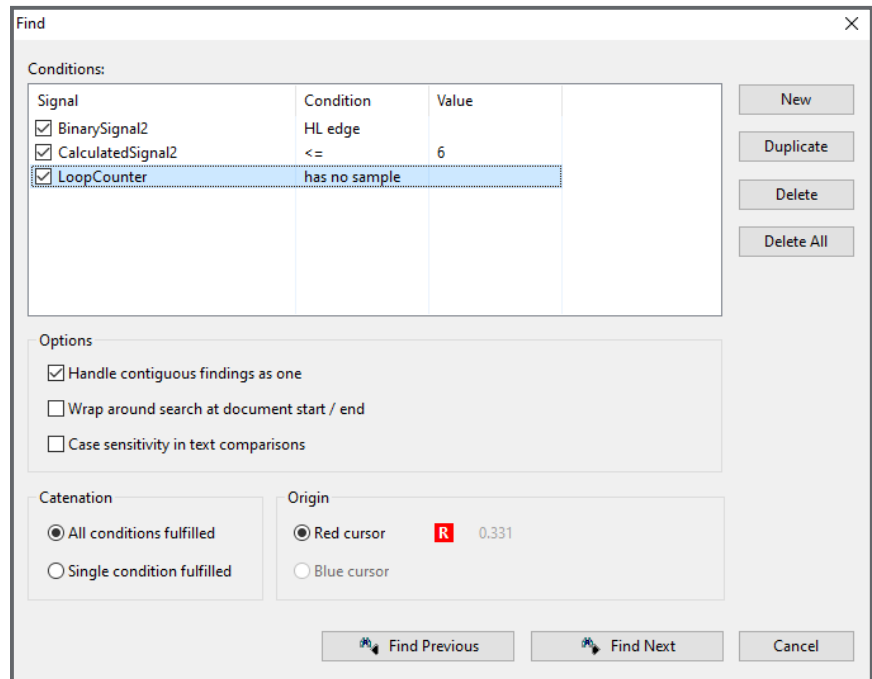 Find
Conditions:
Signal Condition Value
BinarySignal2 HL edge
CalculatedSignal2 <= 6
LoopCounter has no sample
New
Duplicate
Delete
Delete All
Options
Handle contiguous findings as one
Wrap around search at document start / end
Case sensitivity in text comparisons
Catenation
All conditions fulfilled
Single condition fulfilled
Origin
Red cursor R 0.331
Blue cursor
Find Previous Find Next Cancel